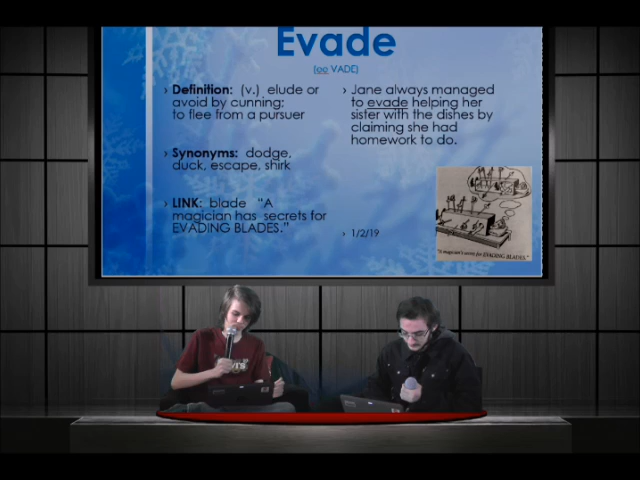 Evade
(ee VADE)
› Definition: (v.) elude or
avoid by cunning;
to flee from a pursuer
› Synonyms: dodge,
duck, escape, shirk
› LINK: blade “A
magician has secrets for
EVADING BLADES.”
› Jane always managed
to evade helping her
sister with the dishes by
claiming she had
homework to do.
› 1/2/19
"A magician's secrets for EVADING BLADES."